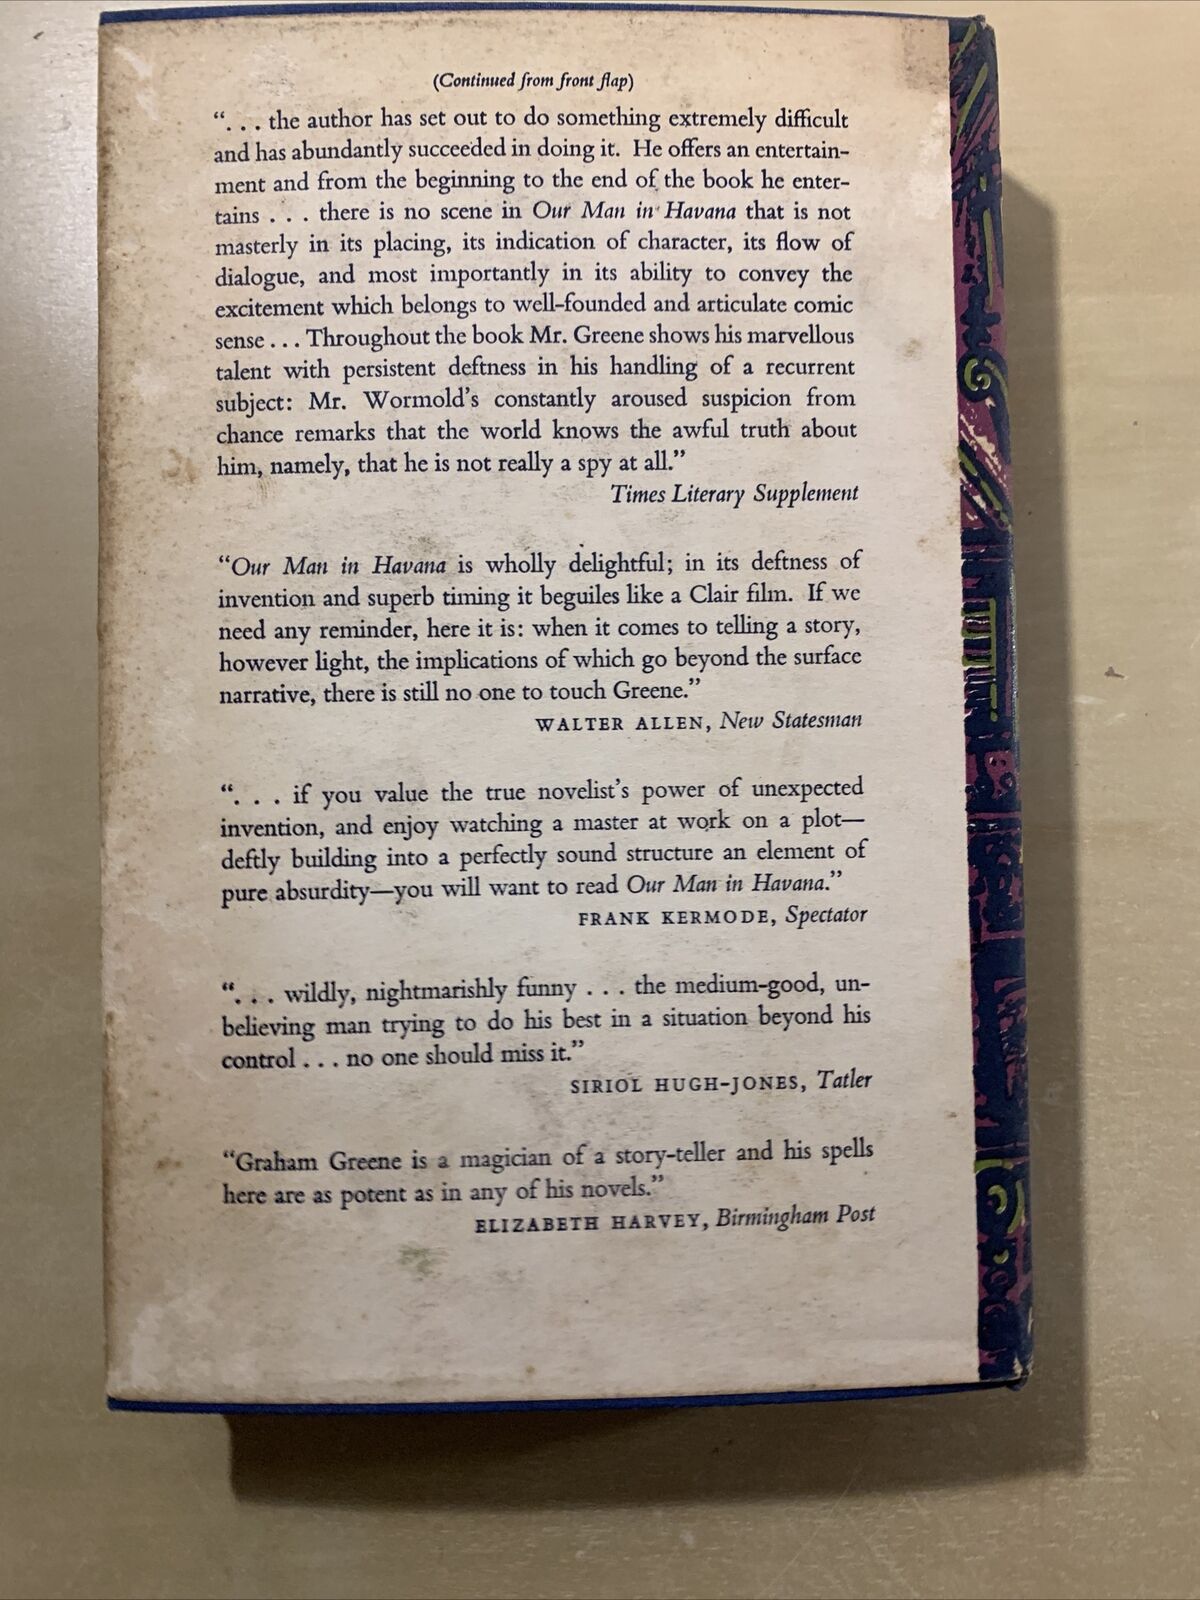 (Continued from front flap)
“. . . the author has set out to do something extremely difficult
and has abundantly succeeded in doing it. He offers an entertain-
ment and from the beginning to the end of the book he enter-
tains . . . there is no scene in Our Man in Havana that is not
masterly in its placing, its indication of character, its flow of
dialogue, and most importantly in its ability to convey the
excitement which belongs to well-founded and articulate comic
sense . . . Throughout the book Mr. Greene shows his marvellous
talent with persistent deftness in his handling of a recurrent
subject: Mr. Wormold’s constantly aroused suspicion from
chance remarks that the world knows the awful truth about
him, namely, that he is not really a spy at all.”
Times Literary Supplement
“Our Man in Havana is wholly delightful; in its deftness of
invention and superb timing it beguiles like a Clair film. If we
need any reminder, here it is: when it comes to telling a story,
however light, the implications of which go beyond the surface
narrative, there is still no one to touch Greene.”
WALTER ALLEN, New Statesman
“. . . if you value the true novelist’s power of unexpected
invention, and enjoy watching a master at work on a plot—
deftly building into a perfectly sound structure an element of
pure absurdity—you will want to read Our Man in Havana.”
FRANK KERMODE, Spectator
“. . . wildly, nightmarishly funny . . . the medium-good, un-
believing man trying to do his best in a situation beyond his
control . . . no one should miss it.”
SIRIOL HUGH-JONES, Tatler
“Graham Greene is a magician of a story-teller and his spells
here are as potent as in any of his novels.”
ELIZABETH HARVEY, Birmingham Post